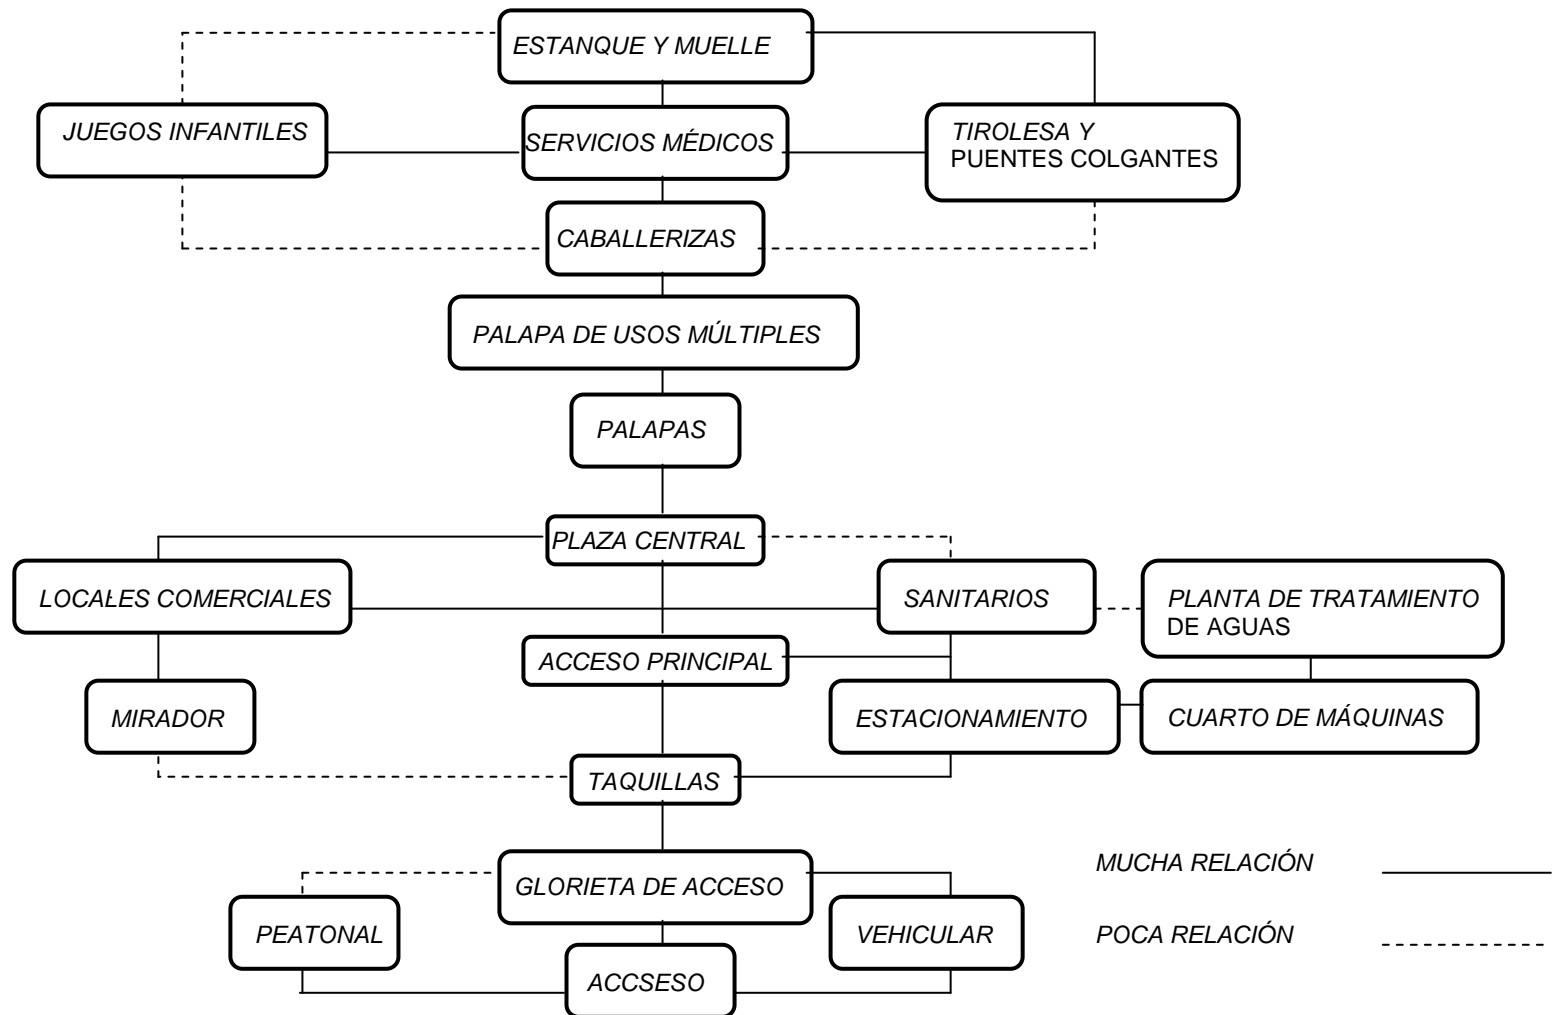 ESTANQUE Y MUELLE
JUEGOS INFANTILES
SERVICIOS MÉDICOS
TIROLESA Y
PUENTES COLGANTES
CABALLERIZAS
PALAPA DE USOS MÚLTIPLES
PALAPAS
PLAZA CENTRAL
LOCALES COMERCIALES
SANITARIOS
PLANTA DE TRATAMIENTO
DE AGUAS
ACCESO PRINCIPAL
MIRADOR
ESTACIONAMIENTO
CUARTO DE MÁQUINAS
TAQUILLAS
GLORIETA DE ACCESO
MUCHA RELACIÓN
PEATONAL
VEHICULAR
POCA RELACIÓN
ACCSESO